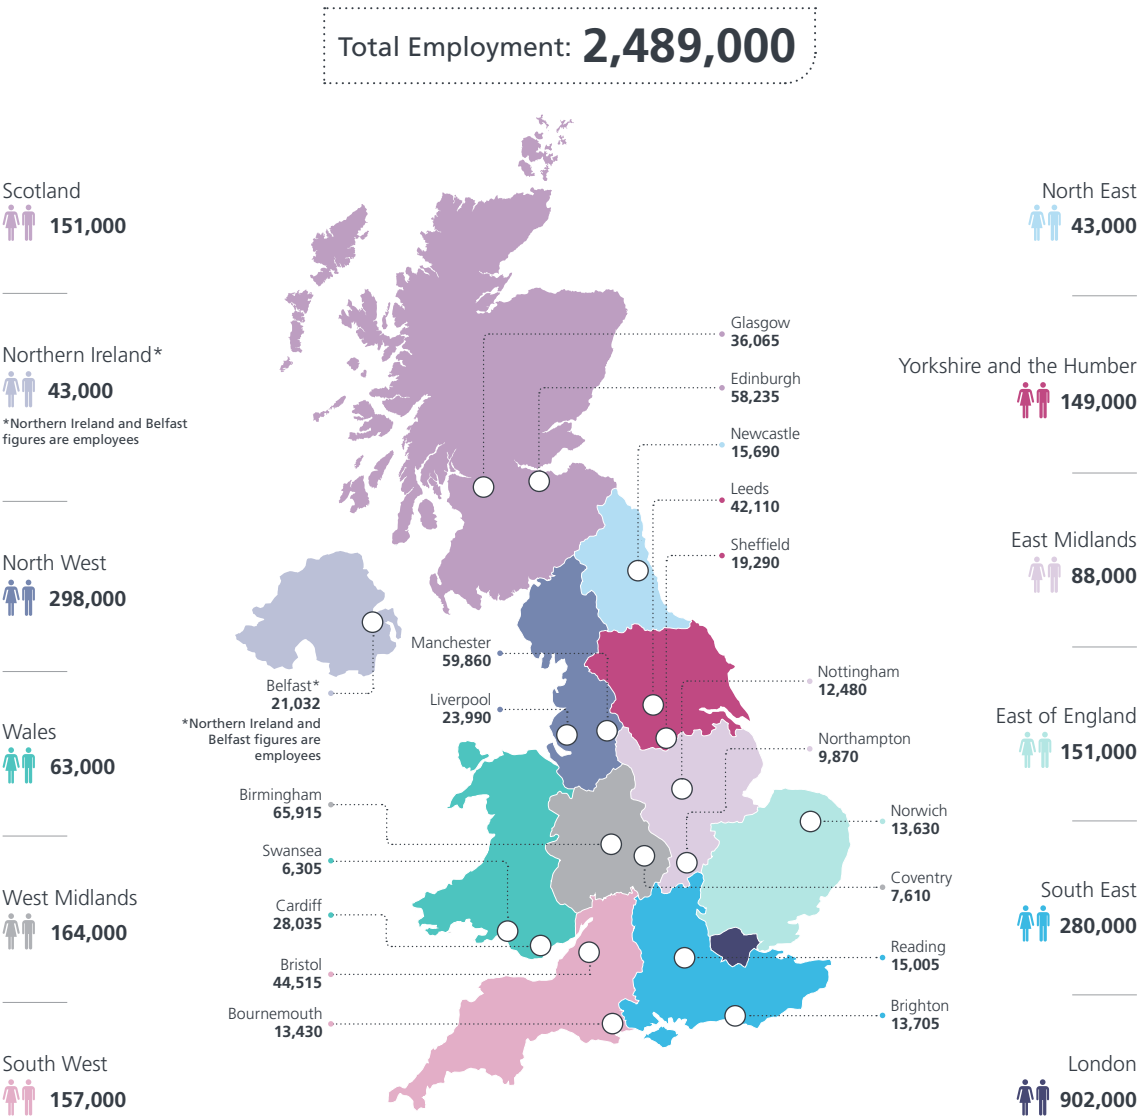 Total Employment: 2,489,000
Scotland
151,000
Northern Ireland*
43,000
*Northern Ireland and Belfast
figures are employees
North West
298,000
Wales
63,000
West Midlands
164,000
South West
157,000
Glasgow
36,065
Edinburgh
58,235
Newcastle
15,690
Leeds
42,110
Sheffield
19,290
Manchester
59,860
Liverpool
23,990
Belfast*
21,032
*Northern Ireland and
Belfast figures are
employees
Birmingham
65,915
Swansea
6,305
Cardiff
28,035
Bristol
44,515
Bournemouth
13,430
Nottingham
12,480
Northampton
9,870
Norwich
13,630
Coventry
7,610
Reading
15,005
Brighton
13,705
North East
43,000
Yorkshire and the Humber
149,000
East Midlands
88,000
East of England
151,000
South East
280,000
London
902,000